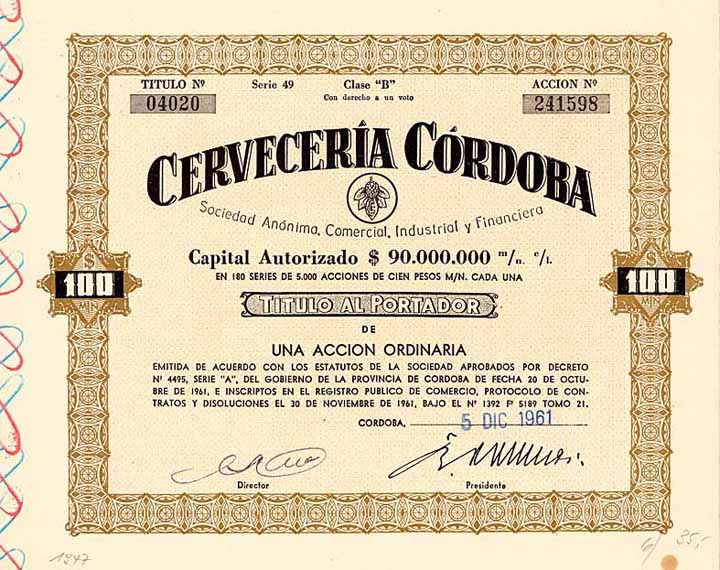 TITULO Nº Serie 49 Clase "B" ACCION Nº
04020 Con derecho a un voto 241598
CERVECERÍA CÓRDOBA
Sociedad Anónima, Comercial, Industrial y Financiera
Capital Autorizado $ 90.000.000 m/n. c/l.
EN 180 SERIES DE 5.000 ACCIONES DE CIEN PESOS M/N. CADA UNA
$ $
100 100
M/N M/N
TITULO AL PORTADOR
DE
UNA ACCION ORDINARIA
EMITIDA DE ACUERDO CON LOS ESTATUTOS DE LA SOCIEDAD APROBADOS POR DECRETO
Nº 4495, SERIE "A", DEL GOBIERNO DE LA PROVINCIA DE CORDOBA DE FECHA 20 DE OCTU-
BRE DE 1961, E INSCRIPTOS EN EL REGISTRO PUBLICO DE COMERCIO, PROTOCOLO DE CON-
TRATOS Y DISOLUCIONES EL 30 DE NOVIEMBRE DE 1961, BAJO EL Nº 1392 Fº 5189 TOMO 21.
CORDOBA, 5 DIC 1961
Director Presidente
1947 6/ 35,-